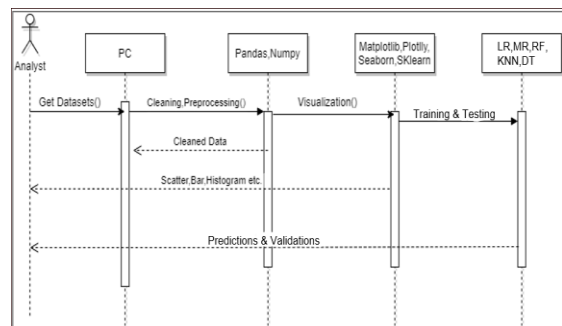 Analyst
PC
Pandas,Numpy
Matplotlib,Plotlly,
Seaborn,SKlearn
LR,MR,RF,
KNN,DT
Get Datasets()
Cleaning,Preprocessing()
Visualization()
Training & Testing
Cleaned Data
Scatter,Bar,Histogram etc.
Predictions & Validations